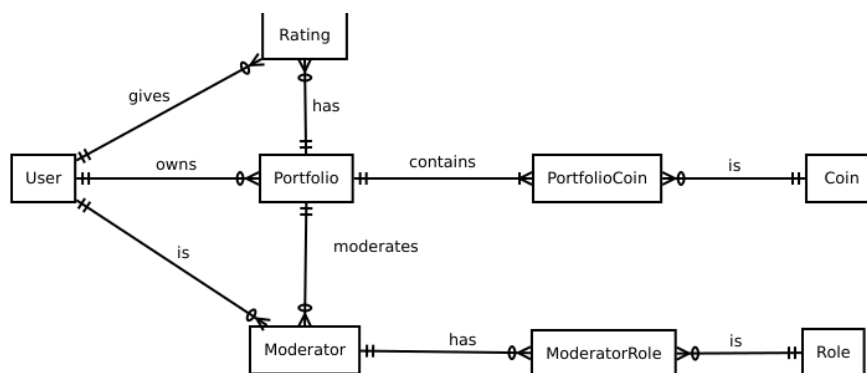 Rating
gives
has
User
owns
Portfolio
contains
PortfolioCoin
is
Coin
is
moderates
Moderator
has
ModeratorRole
is
Role